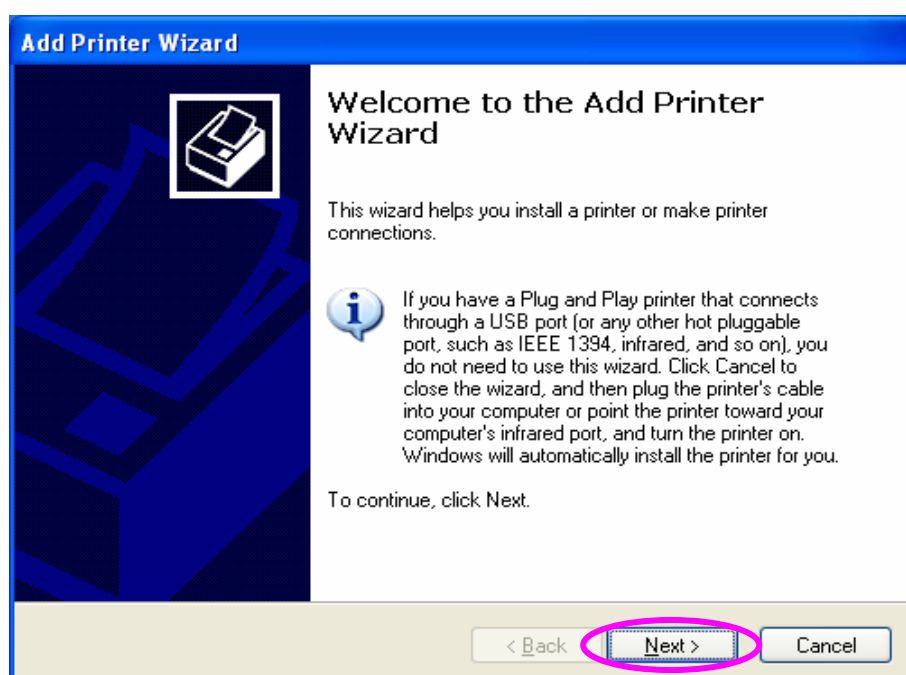 Add Printer Wizard
Welcome to the Add Printer
Wizard
This wizard helps you install a printer or make printer
connections.
If you have a Plug and Play printer that connects
through a USB port (or any other hot pluggable
port, such as IEEE 1394, infrared, and so on), you
do not need to use this wizard. Click Cancel to
close the wizard, and then plug the printer's cable
into your computer or point the printer toward your
computer's infrared port, and turn the printer on.
Windows will automatically install the printer for you.
To continue, click Next.
< Back Next > Cancel